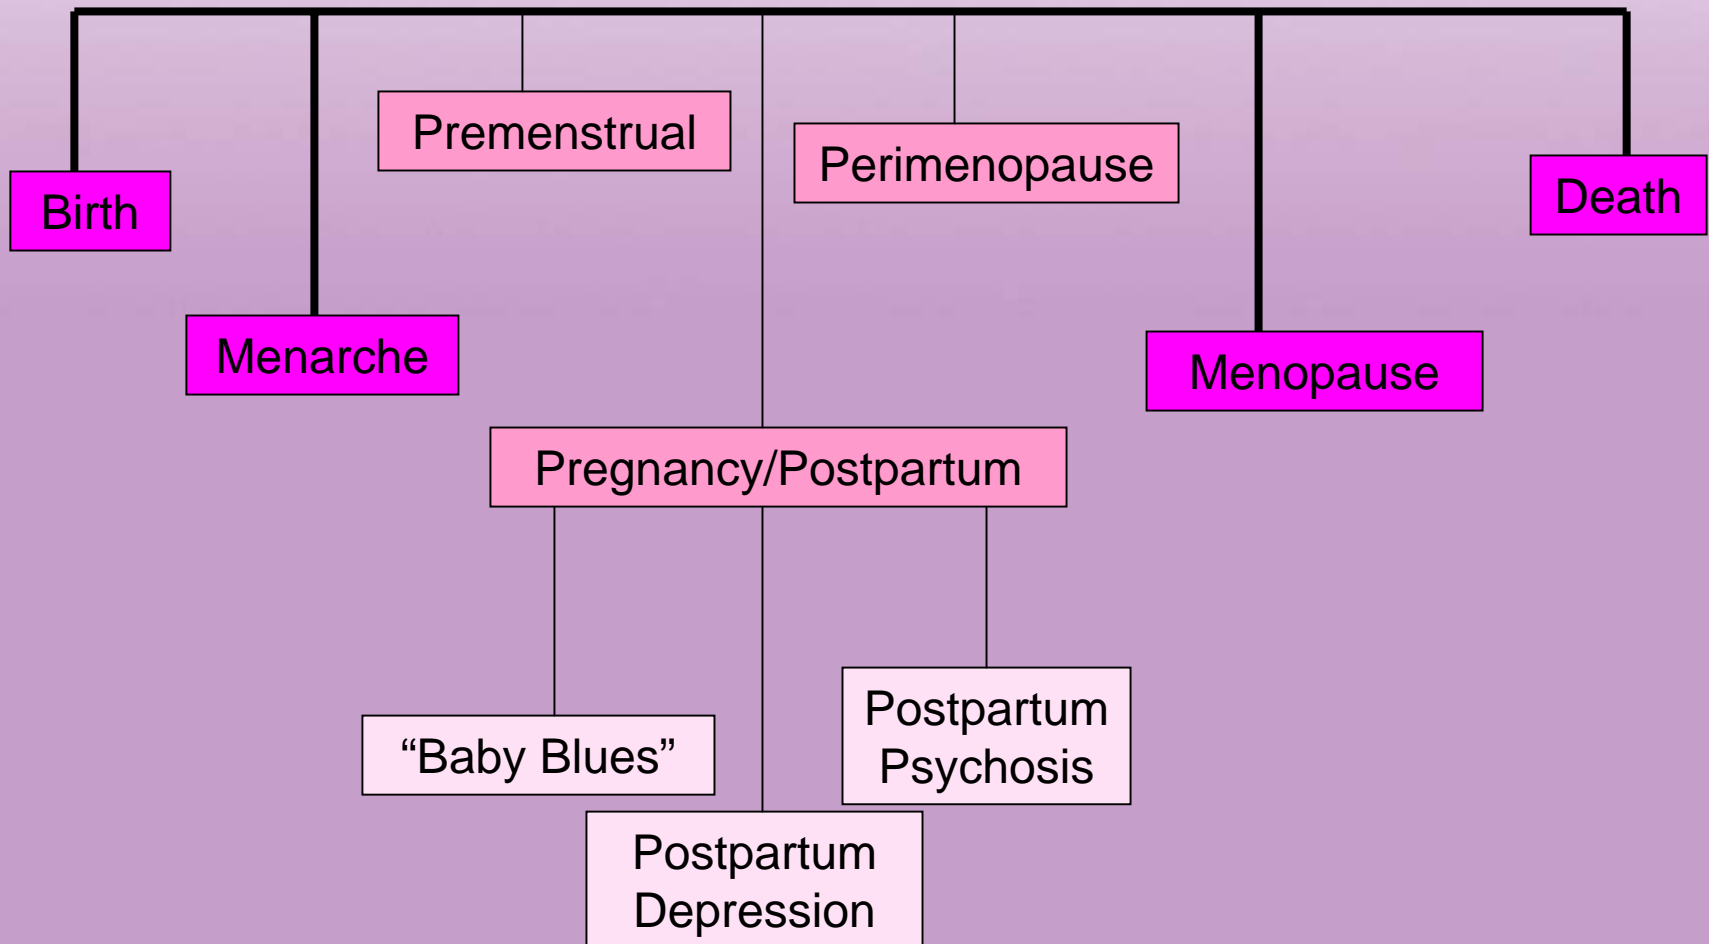 Premenstrual
Perimenopause
Birth
Death
Menarche
Menopause
Pregnancy/Postpartum
“Baby Blues”
Postpartum
Psychosis
Postpartum
Depression